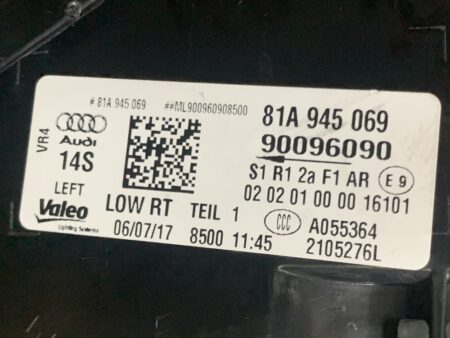 # 81A 945 069 ##ML900960908500
VR4
Audi
14S
LEFT
Valeo
Lighting Systems
LOW RT TEIL 1
06/07/17 8500 11:45
81A 945 069
90096090
S1 R1 2a F1 AR E 9
02 02 01 00 00 16101
CCC A055364
2105276L